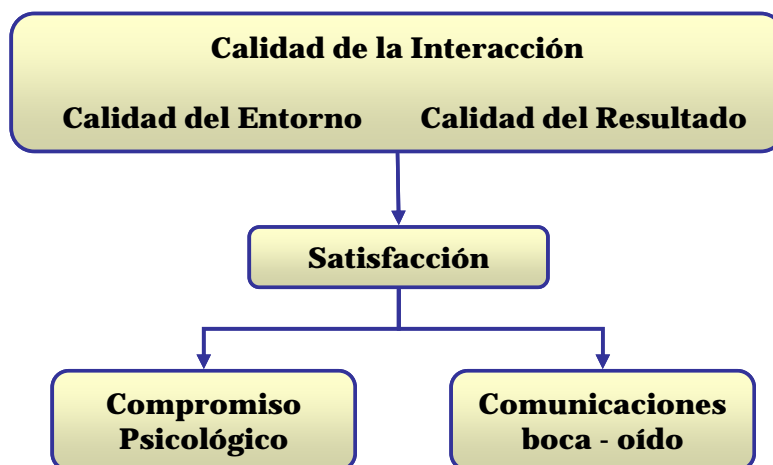 Calidad de la Interacción
Calidad del Entorno Calidad del Resultado
Satisfacción
Compromiso
Psicológico
Comunicaciones
boca - oído